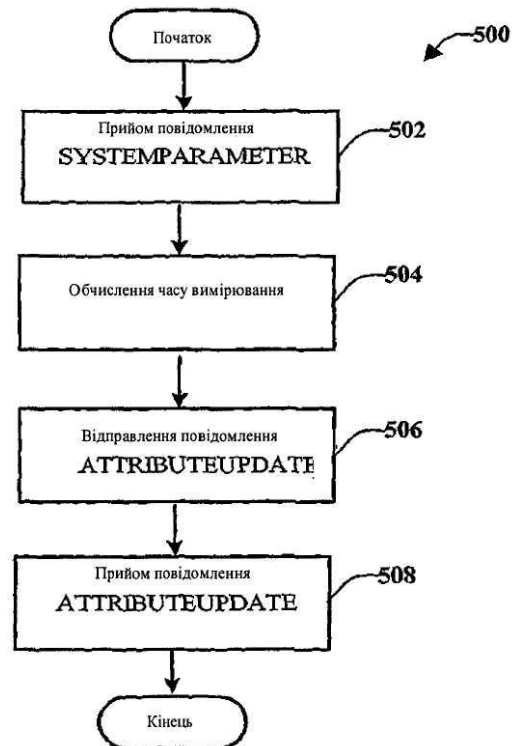 Початок
500
Прийом повідомлення
SYSTEMPARAMETER
502
Обчислення часу вимірювання
504
Відправлення повідомлення
ATTRIBUTEUPDATE
506
Прийом повідомлення
ATTRIBUTEUPDATE
508
Кінець